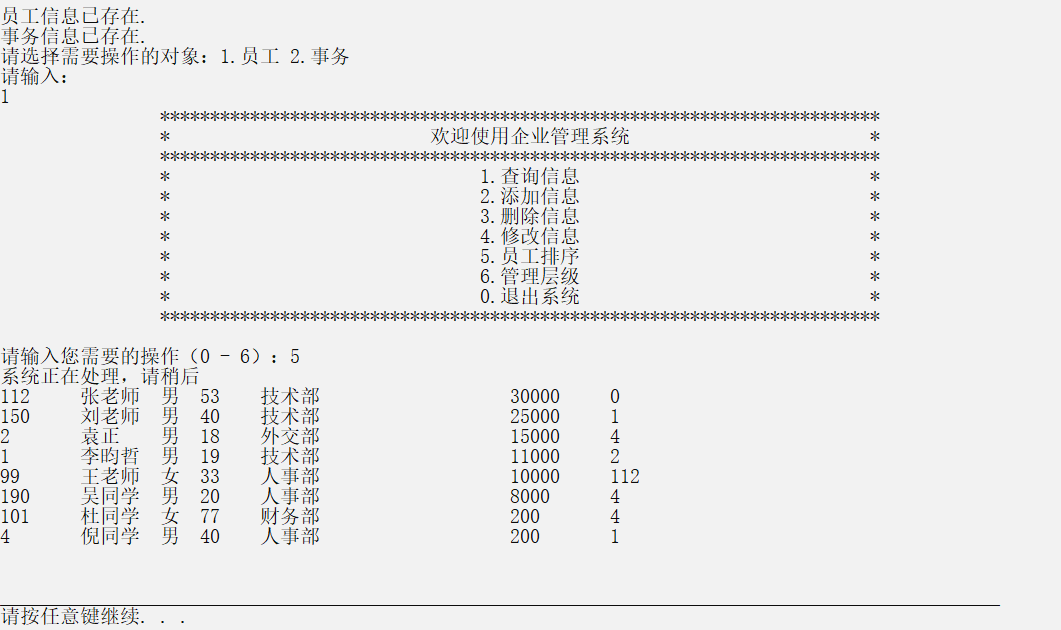 员工信息已存在.
事务信息已存在.
请选择需要操作的对象：1.员工 2.事务
请输入：
1
************************************************************************
* 欢迎使用企业管理系统 *
************************************************************************
* 1.查询信息 *
* 2.添加信息 *
* 3.删除信息 *
* 4.修改信息 *
* 5.员工排序 *
* 6.管理层级 *
* 0.退出系统 *
************************************************************************
请输入您需要的操作（0 - 6）：5
系统正在处理，请稍后
112 张老师 男 53 技术部 30000 0
150 刘老师 男 40 技术部 25000 1
2 袁正 男 18 外交部 15000 4
1 李昀哲 男 19 技术部 11000 2
99 王老师 女 33 人事部 10000 112
190 吴同学 男 20 人事部 8000 4
101 杜同学 女 77 财务部 200 4
4 倪同学 男 40 人事部 200 1
请按任意键继续. . .